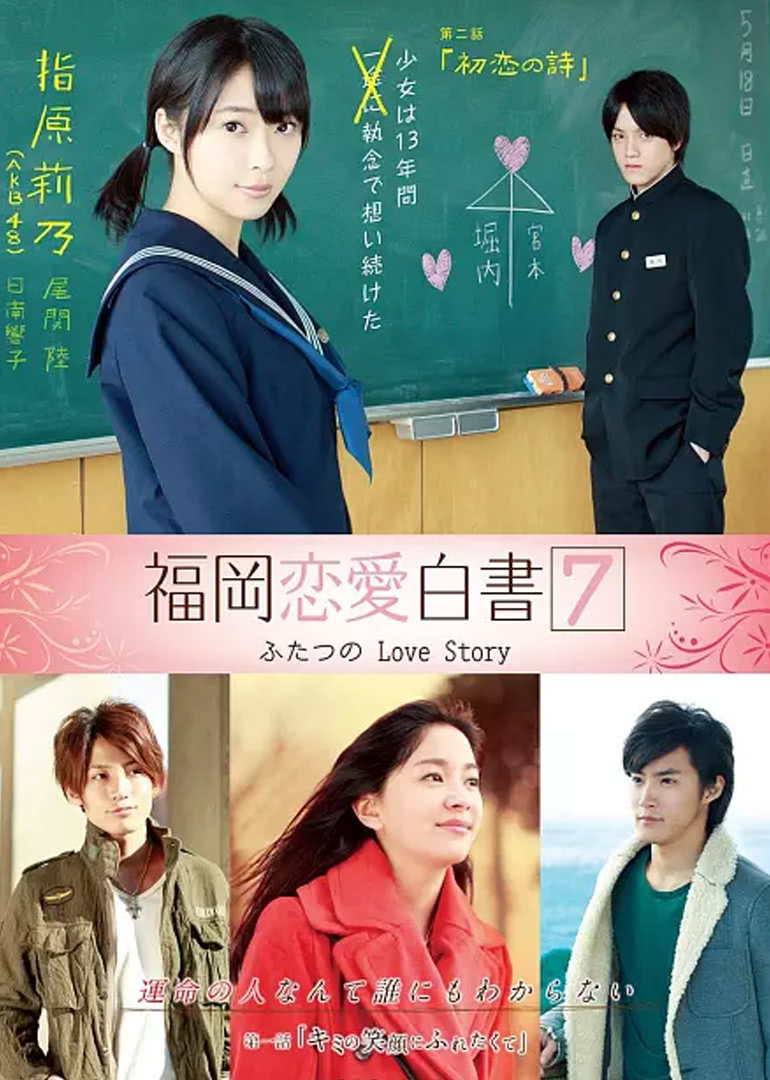 指原莉乃
(AKB48)
尾関陸
日南響子
第二話
「初恋の詩」
少女は13年間
執念で想い続けた
宮本
堀内
5月18日
日直
福岡恋愛白書7
ふたつの Love Story
運命の人なんて誰にもわからない
第一話「キミの笑顔にふれたくて」